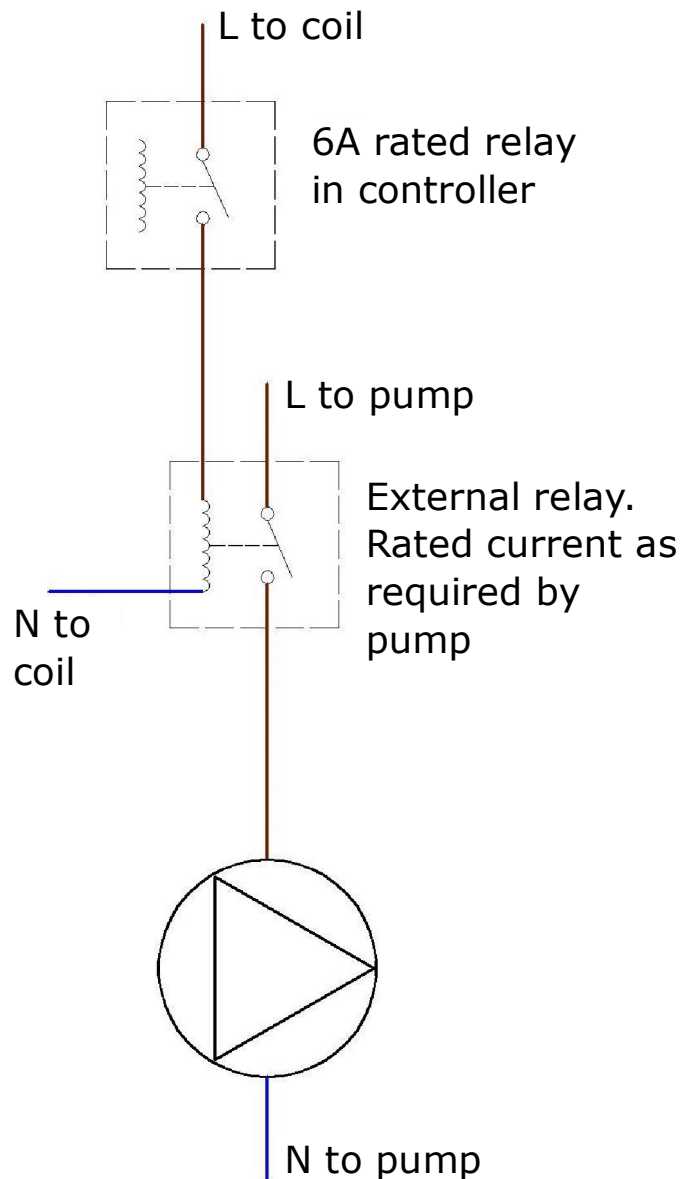 L to coil
6A rated relay
in controller
L to pump
External relay.
Rated current as
required by
pump
N to
coil
N to pump